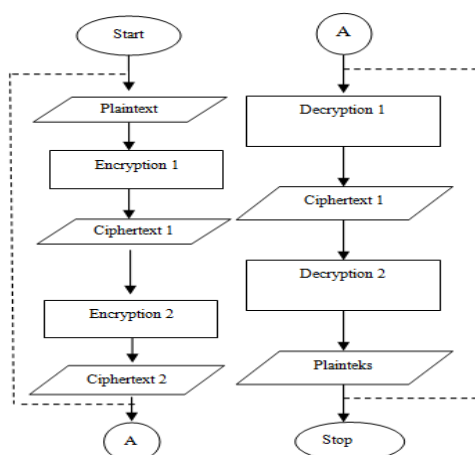 Start
Plaintext
Encryption 1
Ciphertext 1
Encryption 2
Ciphertext 2
A
A
Decryption 1
Ciphertext 1
Decryption 2
Plainteks
Stop